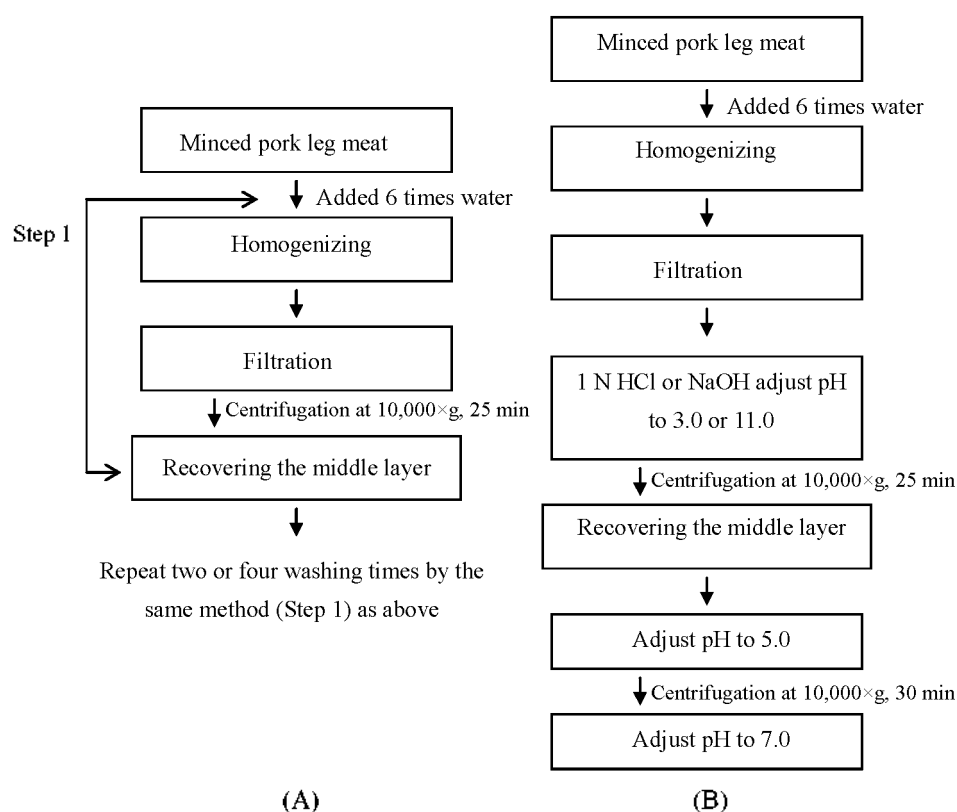 Minced pork leg meat
Added 6 times water
Step 1
Homogenizing
Filtration
Centrifugation at 10,000×g, 25 min
Recovering the middle layer
Repeat two or four washing times by the
same method (Step 1) as above
(A)
Minced pork leg meat
Added 6 times water
Homogenizing
Filtration
1 N HCl or NaOH adjust pH
to 3.0 or 11.0
Centrifugation at 10,000×g, 25 min
Recovering the middle layer
Adjust pH to 5.0
Centrifugation at 10,000×g, 30 min
Adjust pH to 7.0
(B)